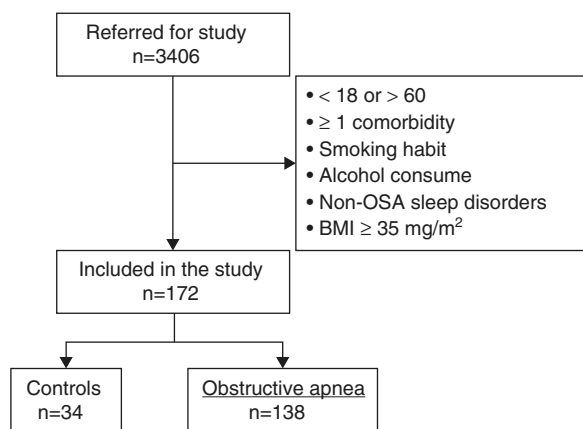 Referred for study
n=3406
• < 18 or > 60
• ≥ 1 comorbidity
• Smoking habit
• Alcohol consume
• Non-OSA sleep disorders
• BMI ≥ 35 mg/m²
Included in the study
n=172
Controls
n=34
Obstructive apnea
n=138